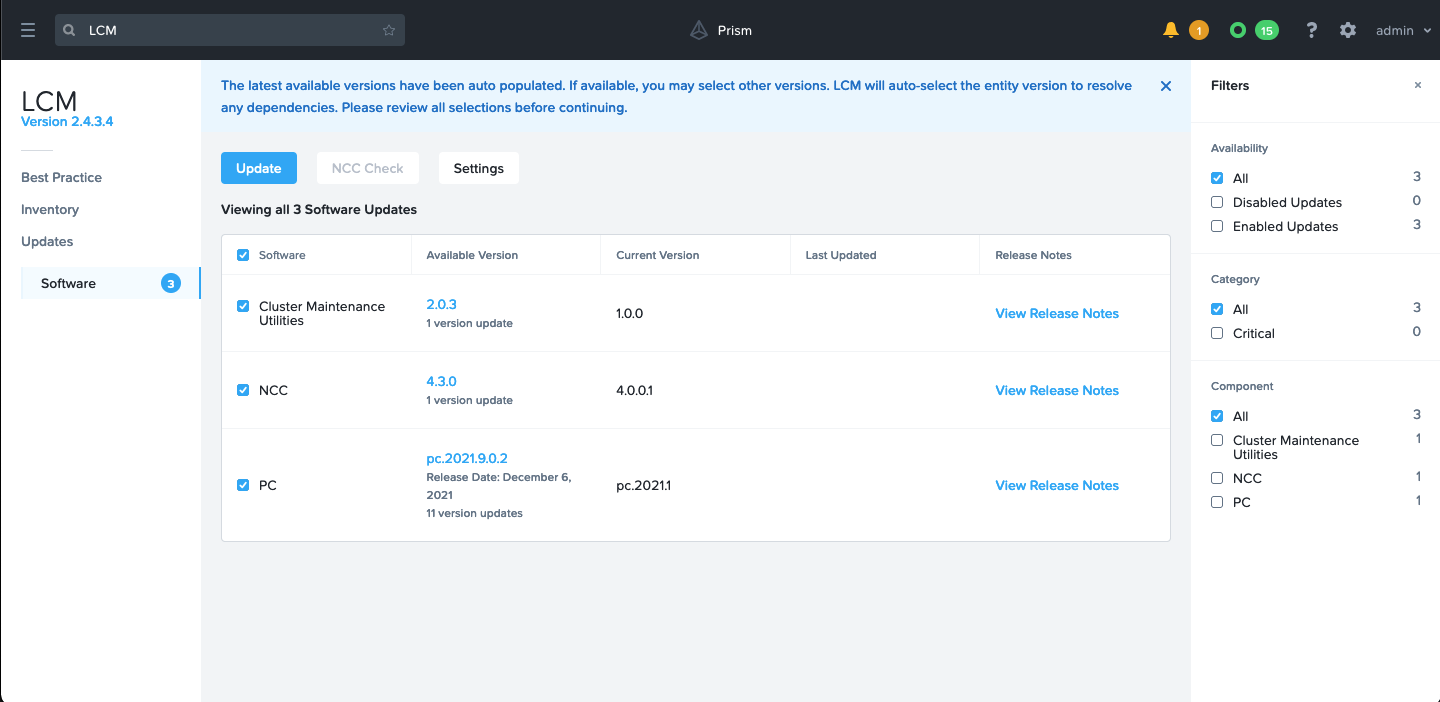 LCM
Prism
1
15
?
admin
LCM
Version 2.4.3.4
Best Practice
Inventory
Updates
Software 3
The latest available versions have been auto populated. If available, you may select other versions. LCM will auto-select the entity version to resolve
any dependencies. Please review all selections before continuing.
Update
NCC Check
Settings
Viewing all 3 Software Updates
Software
Available Version
Current Version
Last Updated
Release Notes
Cluster Maintenance
Utilities
2.0.3
1 version update
1.0.0
View Release Notes
NCC
4.3.0
1 version update
4.0.0.1
View Release Notes
PC
pc.2021.9.0.2
Release Date: December 6,
2021
11 version updates
pc.2021.1
View Release Notes
Filters
Availability
All 3
Disabled Updates 0
Enabled Updates 3
Category
All 3
Critical 0
Component
All 3
Cluster Maintenance 1
Utilities
NCC 1
PC 1